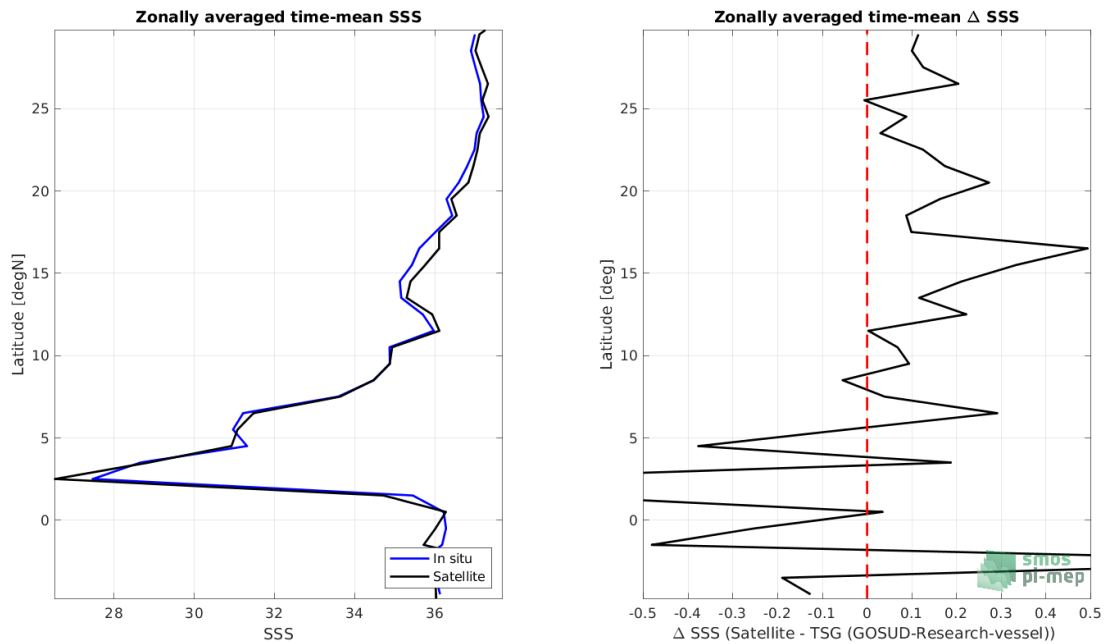 Zonally averaged time-mean SSS
Latitude [degN]
25
20
15
10
5
0
28
30
32
34
36
SSS
In situ
Satellite
Zonally averaged time-mean Δ SSS
Latitude [deg]
25
20
15
10
5
0
-0.5
-0.4
-0.3
-0.2
-0.1
0
0.1
0.2
0.3
0.4
0.5
Δ SSS (Satellite - TSG (GOSUD-Research-vessel))
smos
pi-mep